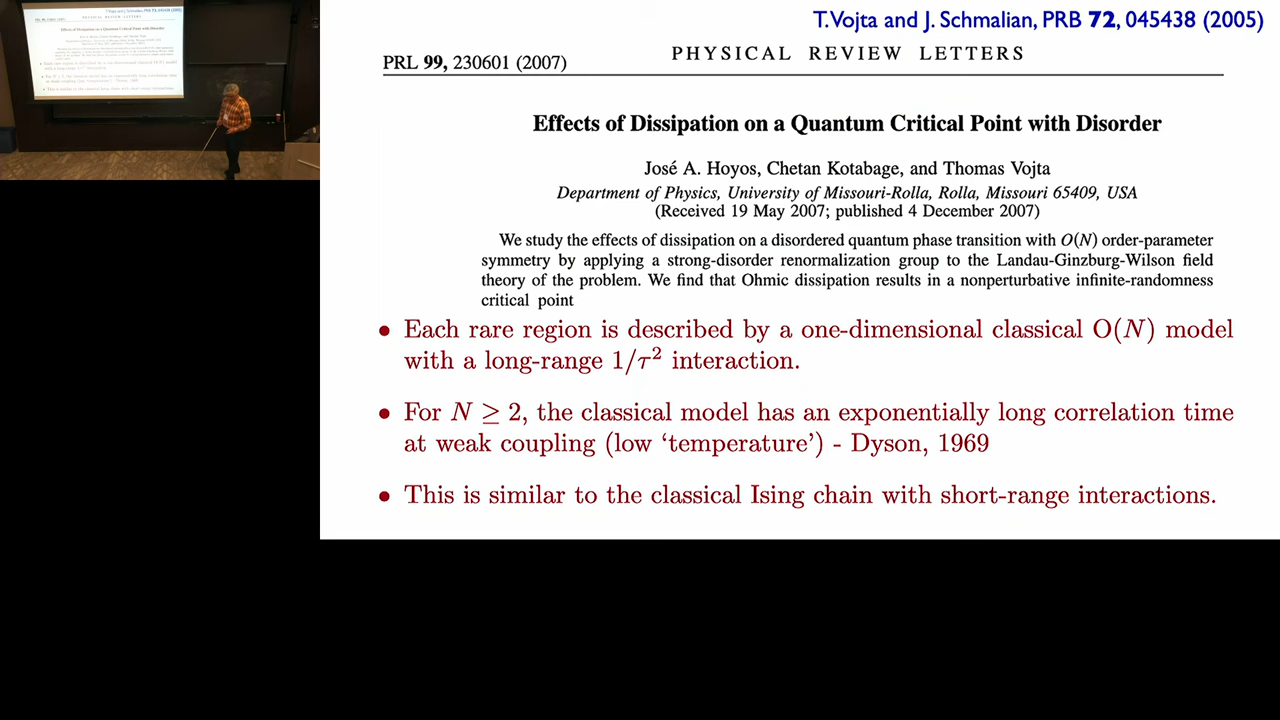 T. Vojta and J. Schmalian, PRB 72, 045438 (2005)
PHYSICAL REVIEW LETTERS
PRL 99, 230601 (2007)
Effects of Dissipation on a Quantum Critical Point with Disorder
José A. Hoyos, Chetan Kotabage, and Thomas Vojta
Department of Physics, University of Missouri-Rolla, Rolla, Missouri 65409, USA
(Received 19 May 2007; published 4 December 2007)
We study the effects of dissipation on a disordered quantum phase transition with O(N) order-parameter
symmetry by applying a strong-disorder renormalization group to the Landau-Ginzburg-Wilson field
theory of the problem. We find that Ohmic dissipation results in a nonperturbative infinite-randomness
critical point
• Each rare region is described by a one-dimensional classical O(N) model
with a long-range 1/τ² interaction.
• For N ≥ 2, the classical model has an exponentially long correlation time
at weak coupling (low ‘temperature’) - Dyson, 1969
• This is similar to the classical Ising chain with short-range interactions.